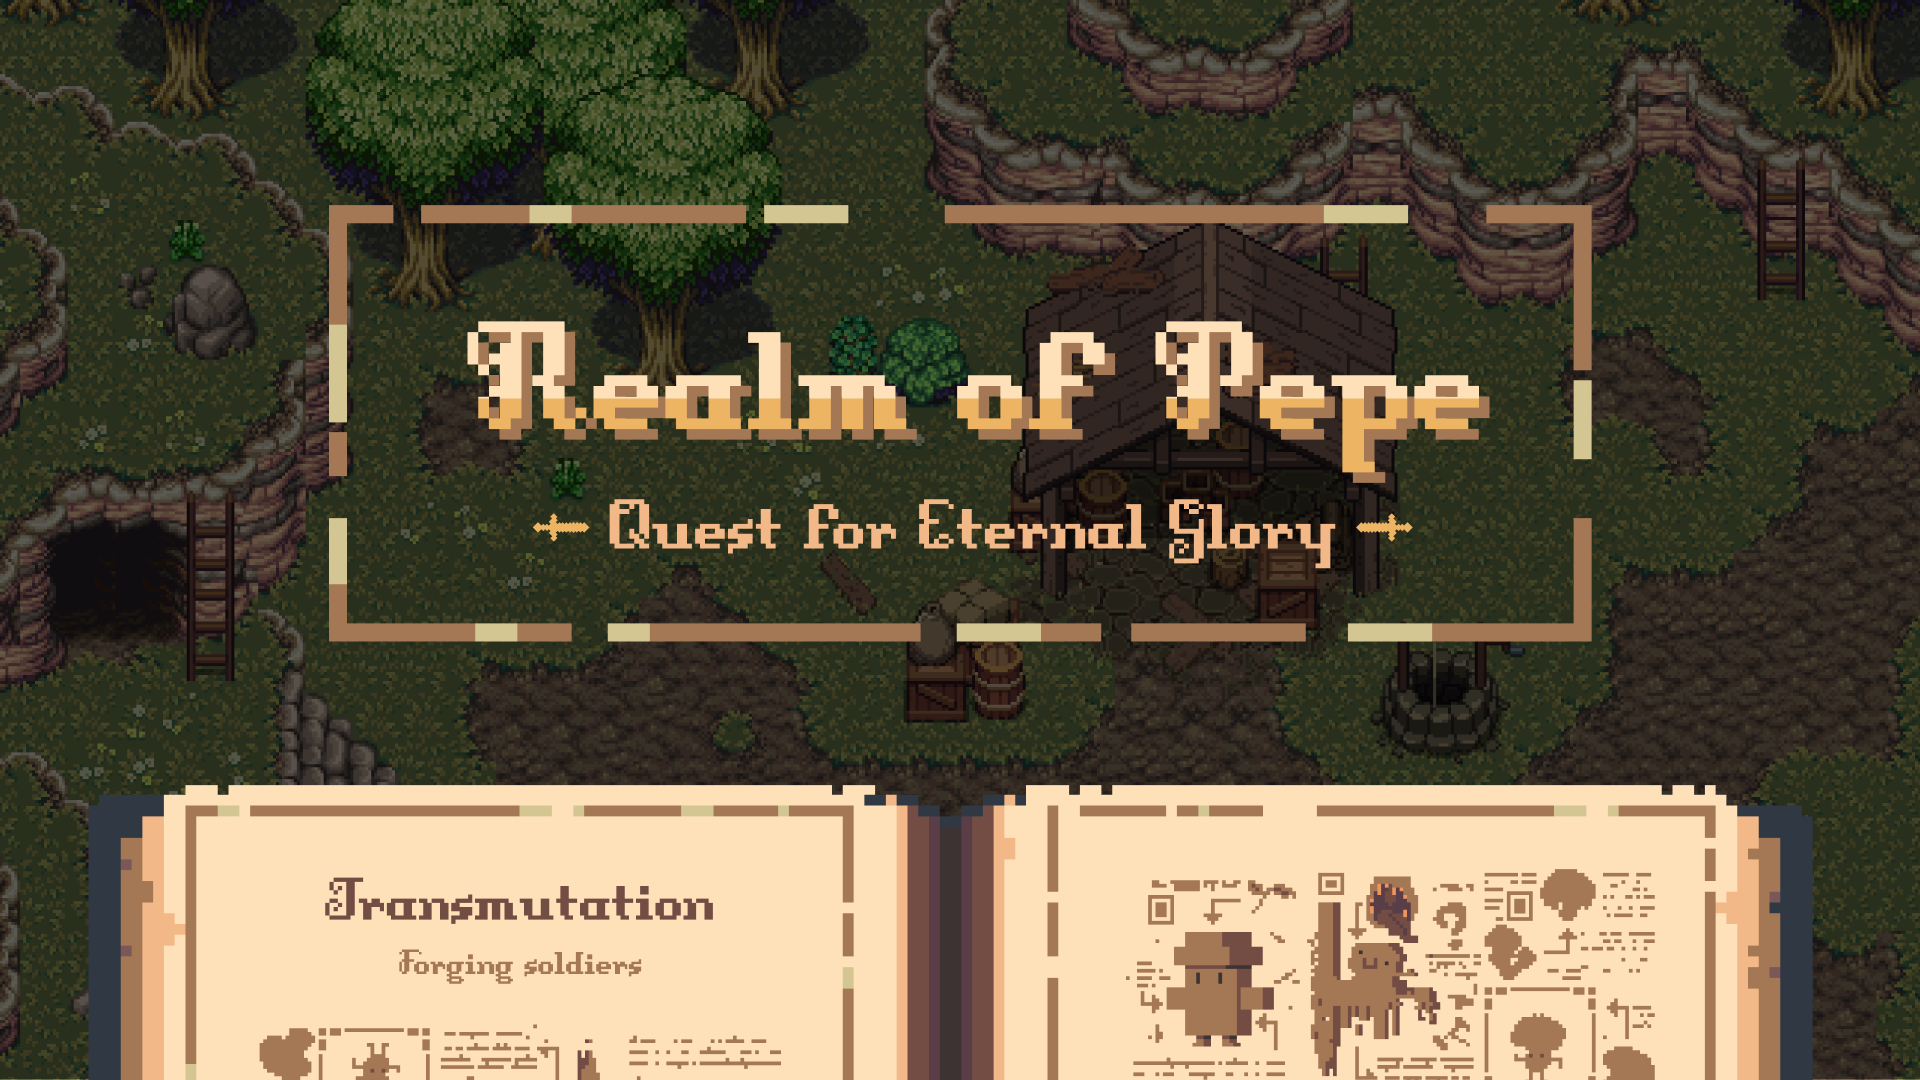 Realm of Pepe
Quest for Eternal Glory
Transmutation
Forging soldiers